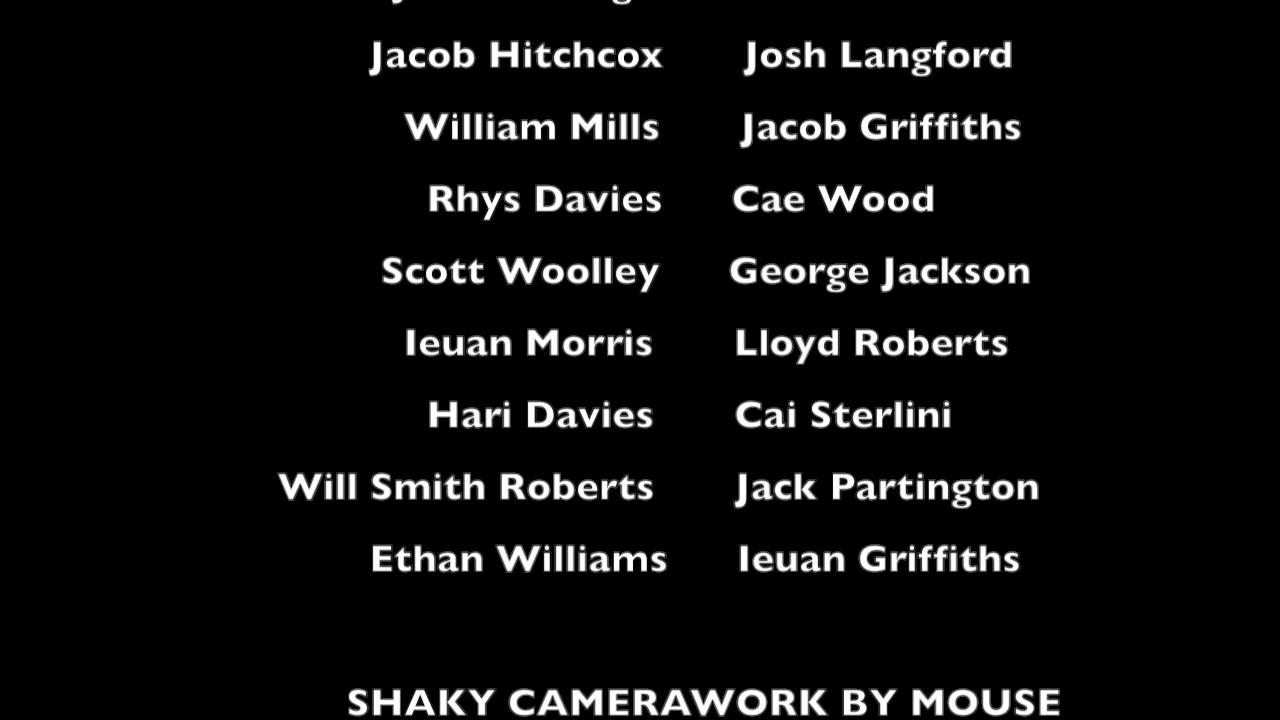 Jacob Hitchcox Josh Langford
William Mills Jacob Griffiths
Rhys Davies Cae Wood
Scott Woolley George Jackson
Ieuan Morris Lloyd Roberts
Hari Davies Cai Sterlini
Will Smith Roberts Jack Partington
Ethan Williams Ieuan Griffiths
SHAKY CAMERAWORK BY MOUSE